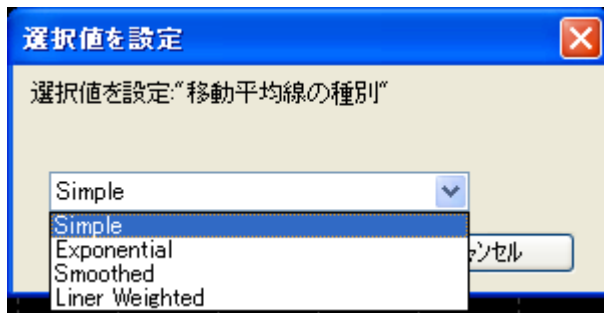 選択値を設定
選択値を設定:"移動平均線の種別"
Simple
Simple
Exponential
Smoothed
Liner Weighted
ャンセル